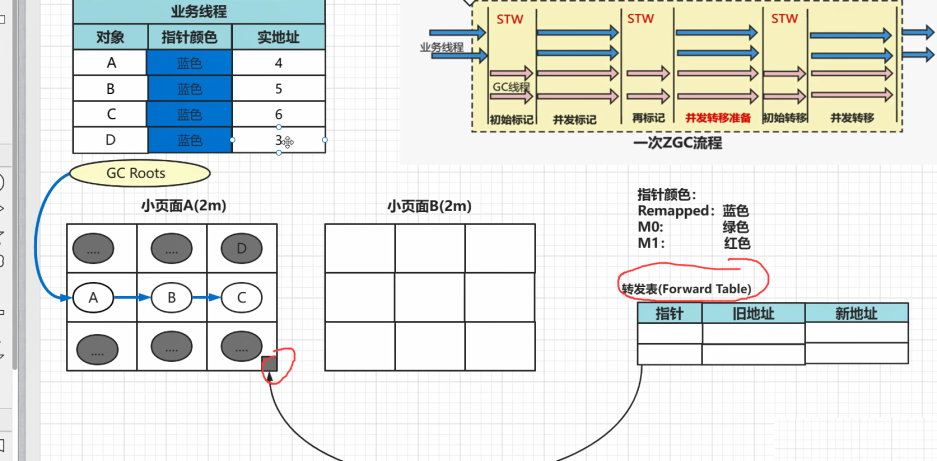 业务线程
对象 指针颜色 实地址
A 蓝色 4
B 蓝色 5
C 蓝色 6
D 蓝色 3
STW STW STW
业务线程
GC线程
初始标记 并发标记 再标记 并发转移准备 初始转移 并发转移
一次ZGC流程
GC Roots
小页面A(2m)
小页面B(2m)
.... .... D
A B C
.... .... ....
指针颜色：
Remapped：蓝色
M0: 绿色
M1： 红色
转发表(Forward Table)
指针 旧地址 新地址